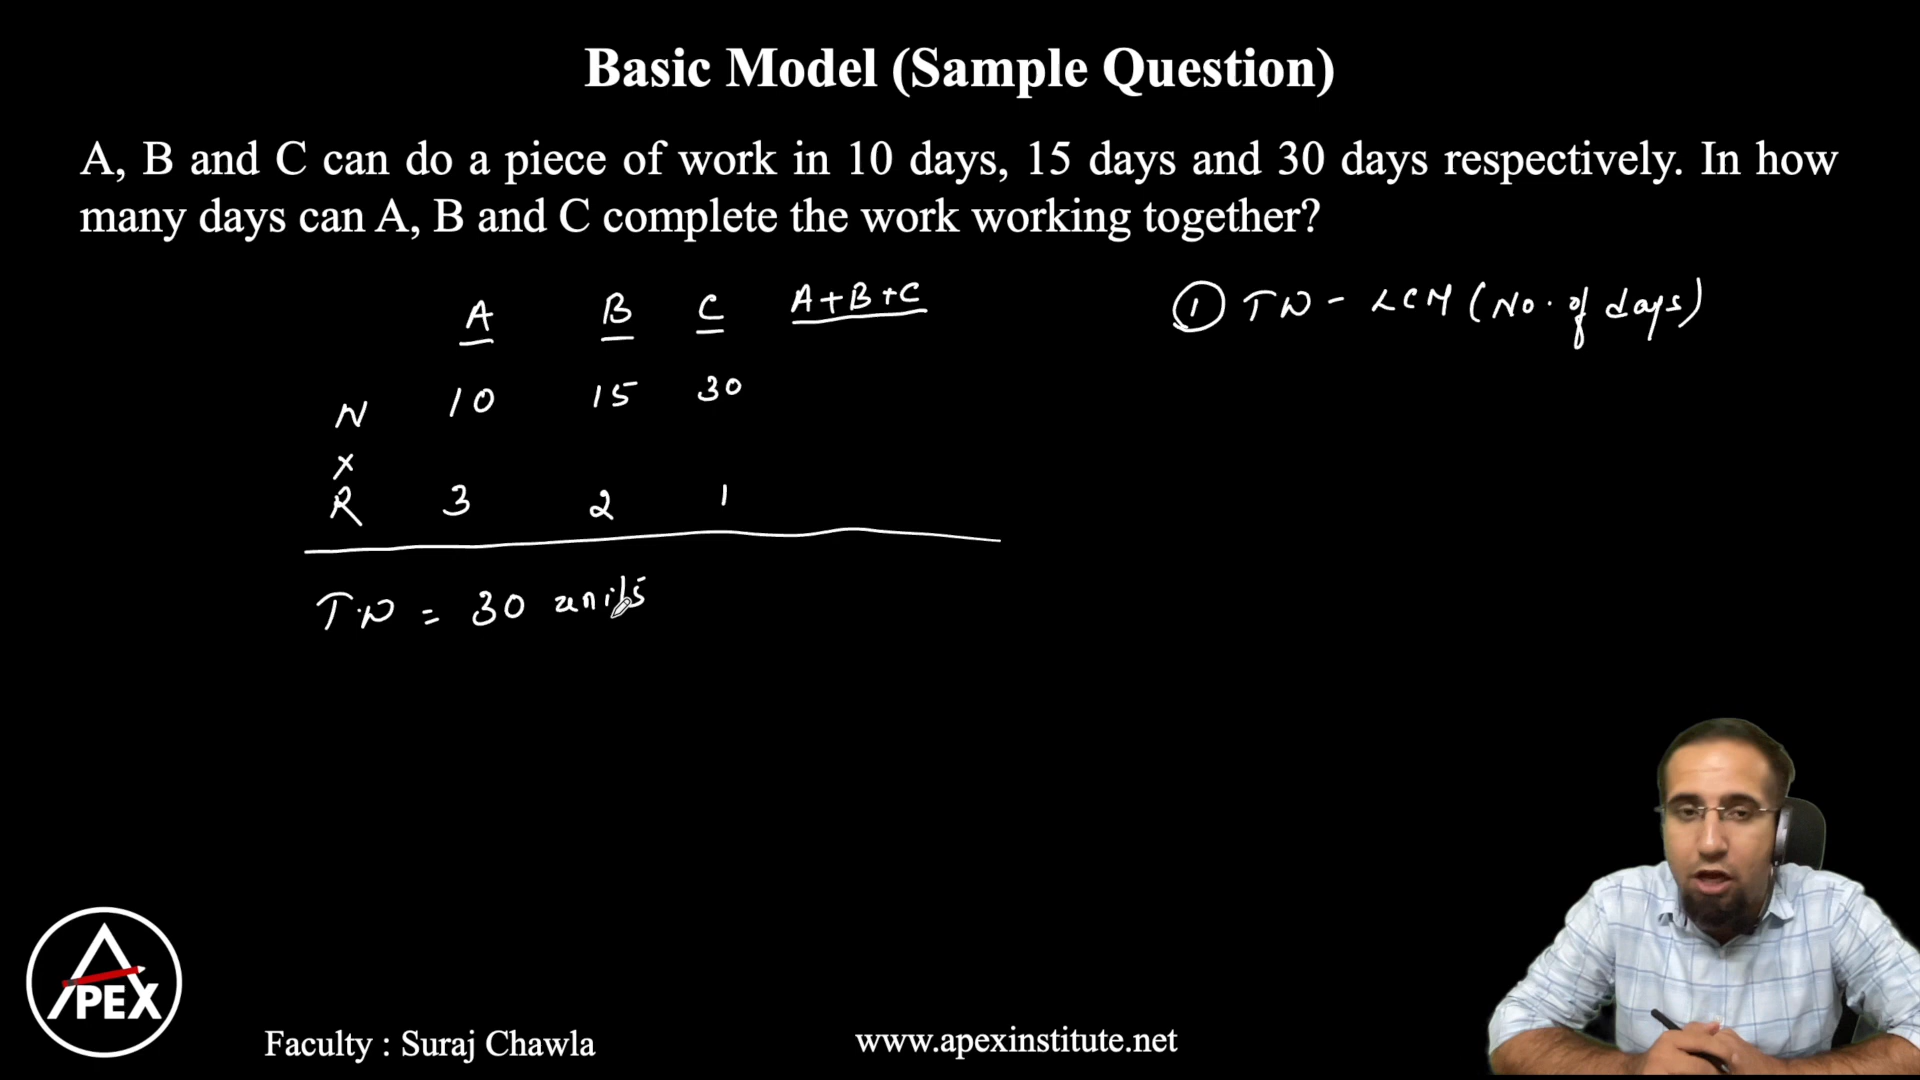 Basic Model (Sample Question)
A, B and C can do a piece of work in 10 days, 15 days and 30 days respectively. In how
many days can A, B and C complete the work working together?
A B C A+B+C
① TW - LCM (No. of days)
N 10 15 30
×
R 3 2 1
T.W = 30 units
APEX
Faculty : Suraj Chawla
www.apexinstitute.net